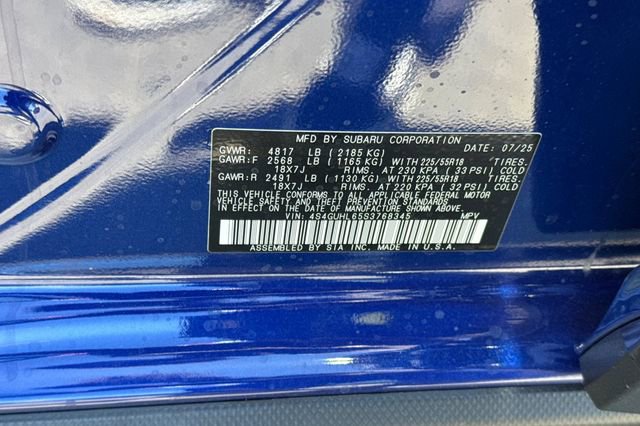 MFD BY SUBARU CORPORATION DATE: 07/25
GVWR: 4817 LB ( 2185 KG)
GAWR:F 2568 LB ( 1165 KG) WITH 225/55R18 TIRES.
18X7J RIMS. AT 230 KPA ( 33 PSI) COLD
GAWR:R 2491 LB ( 1130 KG) WITH 225/55R18 TIRES.
18X7J RIMS. AT 220 KPA ( 32 PSI) COLD
THIS VEHICLE CONFORMS TO ALL APPLICABLE FEDERAL MOTOR
VEHICLE SAFETY, BUMPER, AND THEFT PREVENTION STANDARDS
IN EFFECT ON THE DATE OF MANUFACTURE SHOWN ABOVE.
VIN: 4S4GUHL65S3768345 MPV
ASSEMBLED BY SIA INC. MADE IN U.S.A.